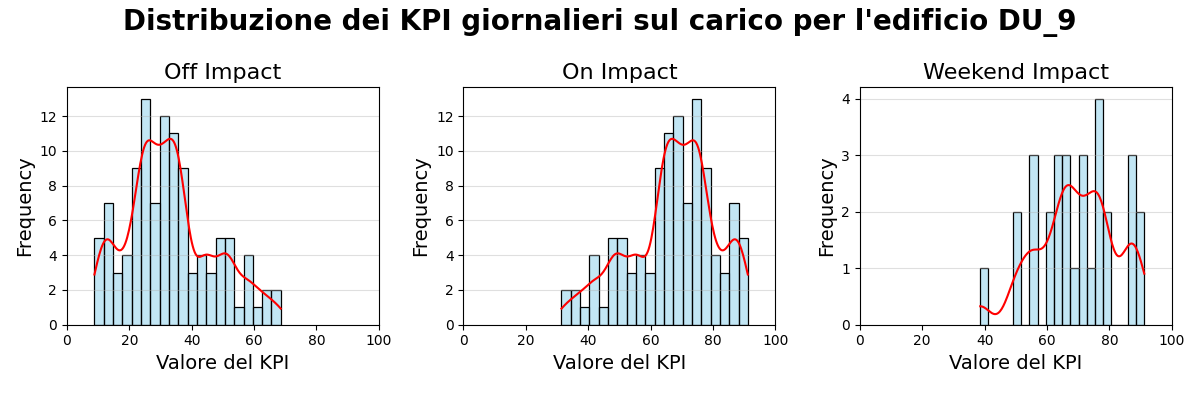 Distribuzione dei KPI giornalieri sul carico per l'edificio DU_9
Off Impact
Frequency
12
10
8
6
4
2
0
0 20 40 60 80 100
Valore del KPI
On Impact
Frequency
12
10
8
6
4
2
0
0 20 40 60 80 100
Valore del KPI
Weekend Impact
Frequency
4
3
2
1
0
0 20 40 60 80 100
Valore del KPI